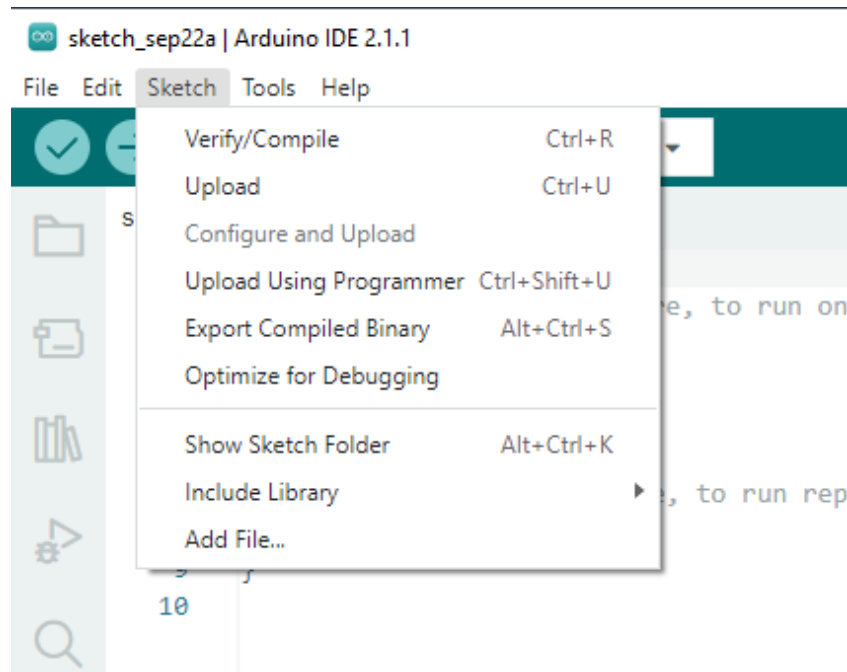 sketch_sep22a | Arduino IDE 2.1.1
File Edit Sketch Tools Help
Verify/Compile Ctrl+R
Upload Ctrl+U
s
Configure and Upload
Upload Using Programmer Ctrl+Shift+U
e, to run on
Export Compiled Binary Alt+Ctrl+S
Optimize for Debugging
Show Sketch Folder Alt+Ctrl+K
Include Library
, to run rep
Add File...
9 }
10